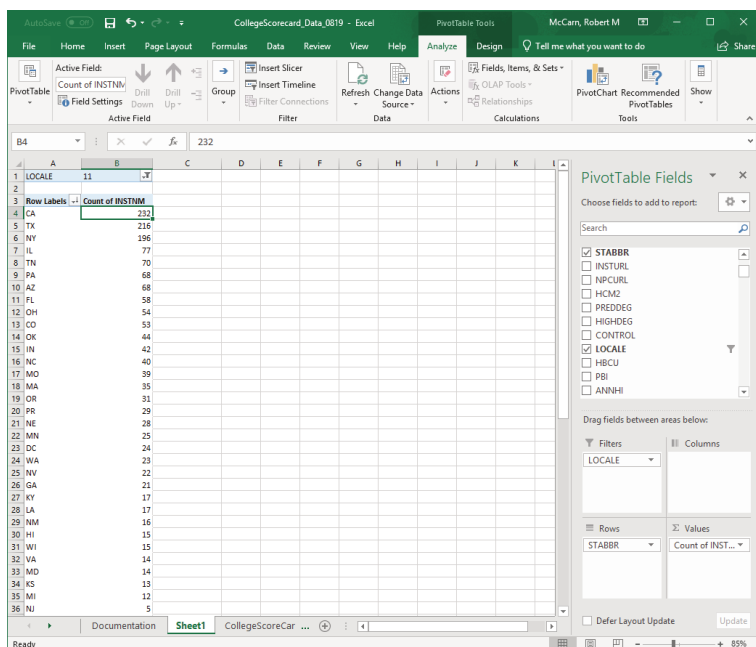 AutoSave Off CollegeScorecard_Data_0819 - Excel PivotTable Tools McCarn, Robert M
File Home Insert Page Layout Formulas Data Review View Help Analyze Design Tell me what you want to do Share
PivotTable
Active Field:
Count of INSTNM
Field Settings
Drill Down
Drill Up
Active Field
Group
Insert Slicer
Insert Timeline
Filter Connections
Filter
Refresh
Change Data Source
Data
Actions
Fields, Items, & Sets
OLAP Tools
Relationships
Calculations
PivotChart
Recommended PivotTables
Tools
Show
B4 fx 232
A B C D E F G H I J K L
1 LOCALE 11
2
3 Row Labels Count of INSTNM
4 CA 232
5 TX 216
6 NY 196
7 IL 77
8 TN 70
9 PA 68
10 AZ 68
11 FL 58
12 OH 54
13 CO 53
14 OK 44
15 IN 42
16 NC 40
17 MO 39
18 MA 35
19 OR 31
20 PR 29
21 NE 28
22 MN 25
23 DC 24
24 WA 23
25 NV 22
26 GA 21
27 KY 17
28 LA 17
29 NM 16
30 HI 15
31 WI 15
32 VA 14
33 MD 14
34 KS 13
35 MI 12
36 NJ 5
PivotTable Fields
Choose fields to add to report:
Search
STABBR
INSTURL
NPCURL
HCM2
PREDDEG
HIGHDEG
CONTROL
LOCALE
HBCU
PBI
ANNHI
Drag fields between areas below:
Filters Columns
LOCALE
Rows Σ Values
STABBR Count of INST...
Defer Layout Update Update
Documentation Sheet1 CollegeScoreCar ...
Ready 85%